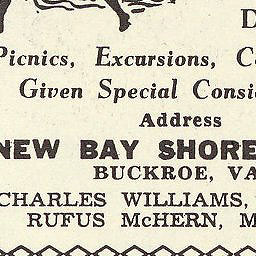 D
Picnics, Excursions, C
Given Special Consi
Address
NEW BAY SHORE
BUCKROE, VA
CHARLES WILLIAMS,
RUFUS McHERN, M